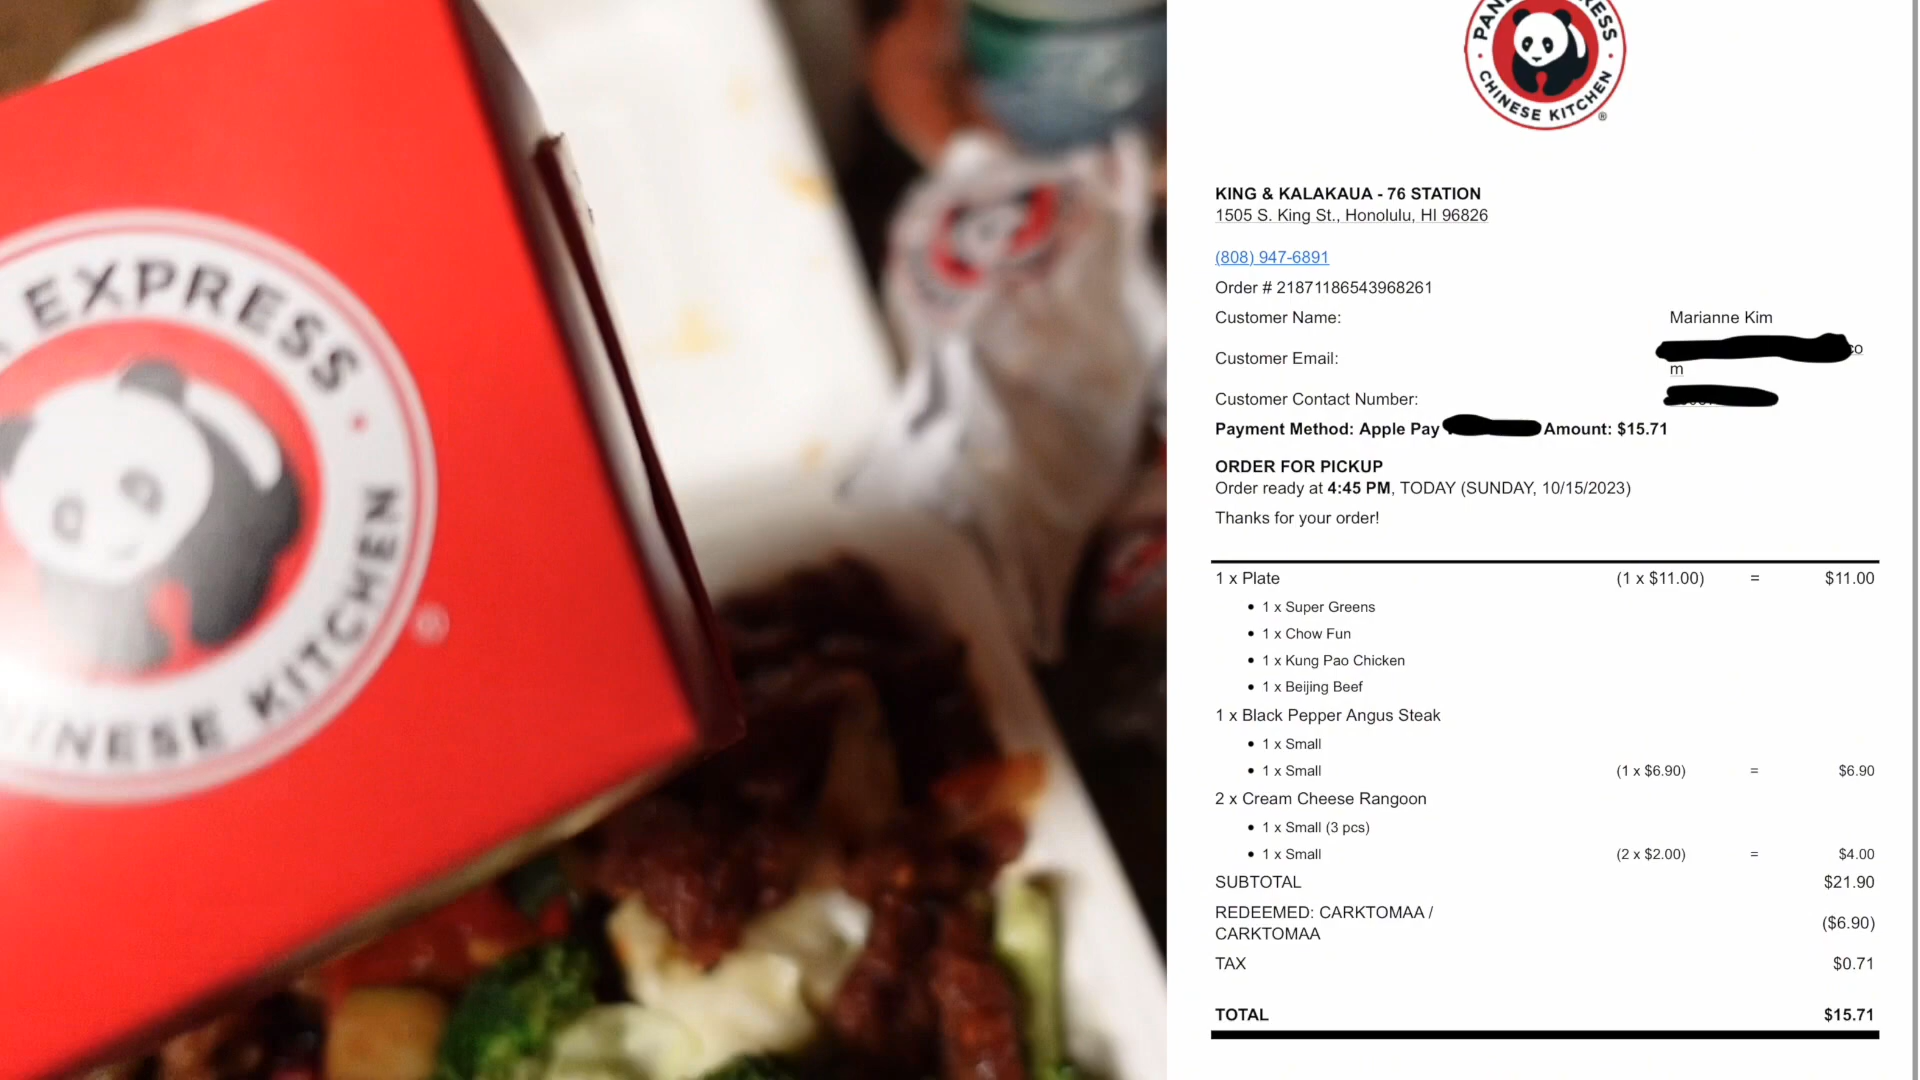 EXPRESS
CHINESE KITCHEN
®
EXPRESS
CHINESE KITCHEN
®
KING & KALAKAUA - 76 STATION
1505 S. King St., Honolulu, HI 96826
(808) 947-6891
Order # 21871186543968261
Customer Name: Marianne Kim
Customer Email: co
m
Customer Contact Number:
Payment Method: Apple Pay Amount: $15.71
ORDER FOR PICKUP
Order ready at 4:45 PM, TODAY (SUNDAY, 10/15/2023)
Thanks for your order!
1 x Plate (1 x $11.00) = $11.00
• 1 x Super Greens
• 1 x Chow Fun
• 1 x Kung Pao Chicken
• 1 x Beijing Beef
1 x Black Pepper Angus Steak
• 1 x Small
• 1 x Small (1 x $6.90) = $6.90
2 x Cream Cheese Rangoon
• 1 x Small (3 pcs)
• 1 x Small (2 x $2.00) = $4.00
SUBTOTAL $21.90
REDEEMED: CARKTOMAA / ($6.90)
CARKTOMAA
TAX $0.71
TOTAL $15.71